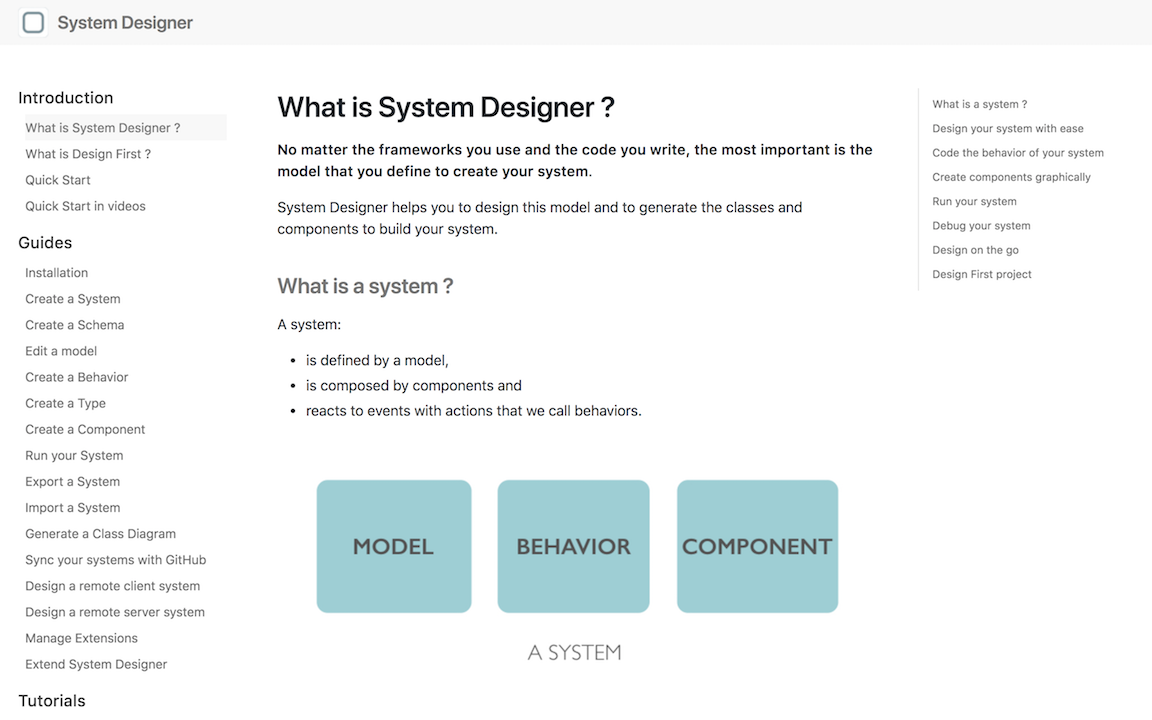 System Designer
Introduction
What is System Designer ?
What is Design First ?
Quick Start
Quick Start in videos
Guides
Installation
Create a System
Create a Schema
Edit a model
Create a Behavior
Create a Type
Create a Component
Run your System
Export a System
Import a System
Generate a Class Diagram
Sync your systems with GitHub
Design a remote client system
Design a remote server system
Manage Extensions
Extend System Designer
Tutorials
What is System Designer ?
No matter the frameworks you use and the code you write, the most important is the
model that you define to create your system.
System Designer helps you to design this model and to generate the classes and
components to build your system.
What is a system ?
A system:
• is defined by a model,
• is composed by components and
• reacts to events with actions that we call behaviors.
MODEL
BEHAVIOR
COMPONENT
A SYSTEM
What is a system ?
Design your system with ease
Code the behavior of your system
Create components graphically
Run your system
Debug your system
Design on the go
Design First project